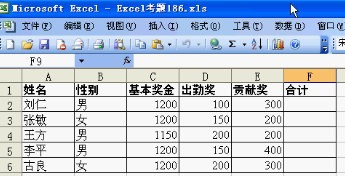 Microsoft Excel - Excel考题186.xls
文件(F) 编辑(E) 视图(V) 插入(I) 格式(O) 工具(T) 数据(D) 窗口(W
宋
F9 fx
A B C D E F
1 姓名 性别 基本奖金 出勤奖 贡献奖 合计
2 刘仁 男 1200 100 300
3 张敏 女 1200 150 200
4 王方 男 1150 200 200
5 李平 男 1200 150 400
6 古良 女 1200 200 300